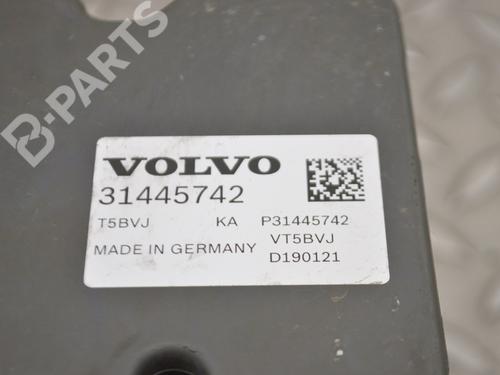 B-PARTS
VOLVO
31445742
T5BVJ KA P31445742
MADE IN GERMANY VT5BVJ
D190121